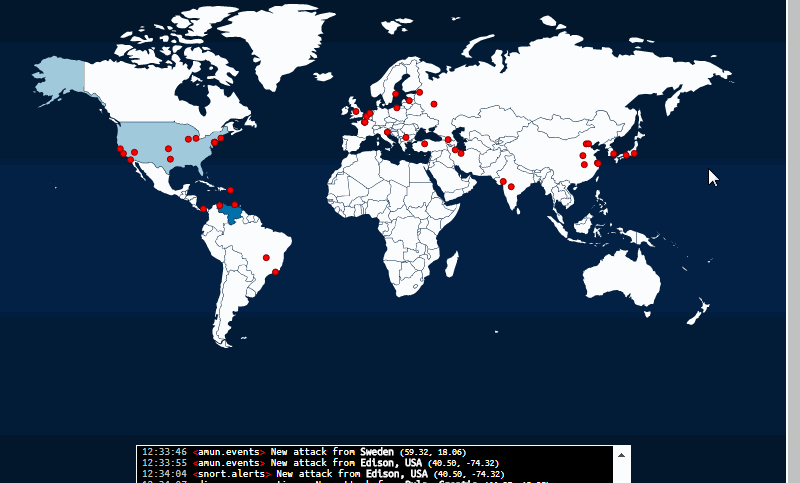 12:33:46 <amun.events> New attack from Sweden (59.32, 18.06)
12:33:55 <amun.events> New attack from Edison, USA (40.50, -74.32)
12:34:04 <snort.alerts> New attack from Edison, USA (40.50, -74.32)